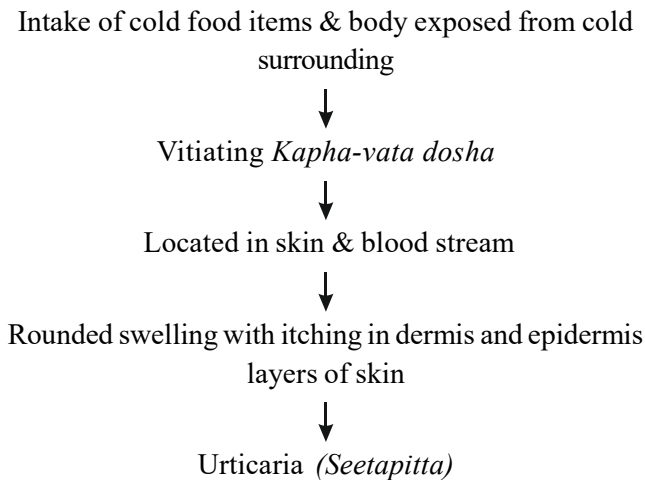 Intake of cold food items & body exposed from cold
surrounding
Vitiating Kapha-vata dosha
Located in skin & blood stream
Rounded swelling with itching in dermis and epidermis
layers of skin
Urticaria (Seetapitta)